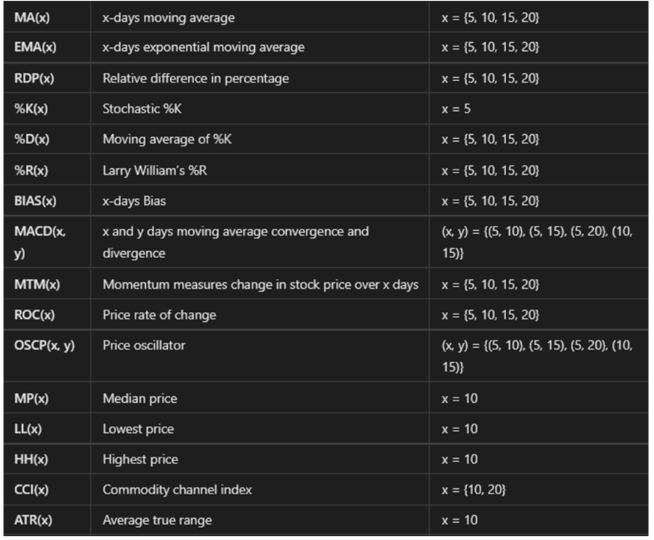 MA(x) x-days moving average x = {5, 10, 15, 20}
EMA(x) x-days exponential moving average x = {5, 10, 15, 20}
RDP(x) Relative difference in percentage x = {5, 10, 15, 20}
%K(x) Stochastic %K x = 5
%D(x) Moving average of %K x = {5, 10, 15, 20}
%R(x) Larry William's %R x = {5, 10, 15, 20}
BIAS(x) x-days Bias x = {5, 10, 15, 20}
MACD(x, x and y days moving average convergence and (x, y) = {(5, 10), (5, 15), (5, 20), (10,
y) divergence 15)}
MTM(x) Momentum measures change in stock price over x days x = {5, 10, 15, 20}
ROC(x) Price rate of change x = {5, 10, 15, 20}
OSCP(x, y) Price oscillator (x, y) = {(5, 10), (5, 15), (5, 20), (10,
15)}
MP(x) Median price x = 10
LL(x) Lowest price x = 10
HH(x) Highest price x = 10
CCI(x) Commodity channel index x = {10, 20}
ATR(x) Average true range x = 10